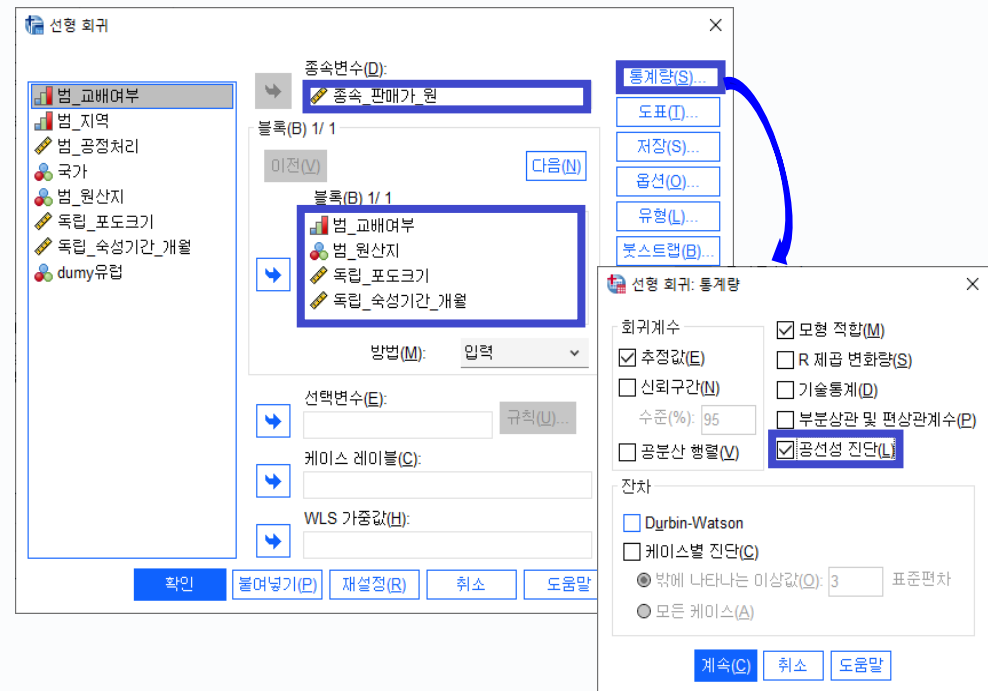 선형 회귀
종속변수(D):
종속_판매가_원
범_교배여부
범_지역
범_공정처리
국가
범_원산지
독립_포도크기
독립_숙성기간_개월
dumy유럽
블록(B) 1/ 1
이전(V)
다음(N)
블록(B) 1/ 1
범_교배여부
범_원산지
독립_포도크기
독립_숙성기간_개월
방법(M): 입력
선택변수(E):
규칙(U)...
케이스 레이블(C):
WLS 가중값(H):
통계량(S)...
도표(T)...
저장(S)...
옵션(O)...
유형(L)...
붓스트랩(B)...
확인 붙여넣기(P) 재설정(R) 취소 도움말
선형 회귀: 통계량
회귀계수
추정값(E)
신뢰구간(N)
수준(%): 95
공분산 행렬(V)
모형 적합(M)
R 제곱 변화량(S)
기술통계(D)
부분상관 및 편상관계수(P)
공선성 진단(L)
잔차
Durbin-Watson
케이스별 진단(C)
밖에 나타나는 이상값(O): 3 표준편차
모든 케이스(A)
계속(C) 취소 도움말